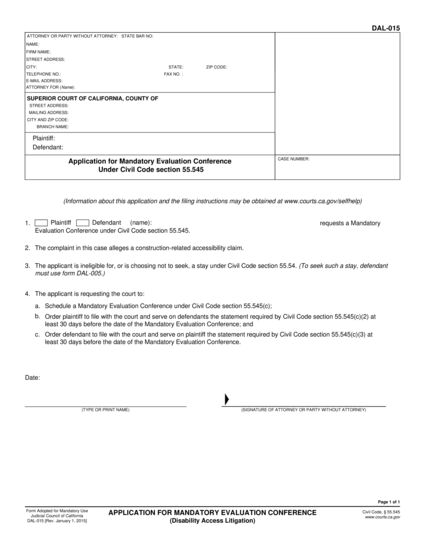 DAL-015
ATTORNEY OR PARTY WITHOUT ATTORNEY: STATE BAR NO:
NAME:
FIRM NAME:
STREET ADDRESS:
CITY: STATE: ZIP CODE:
TELEPHONE NO.: FAX NO. :
E-MAIL ADDRESS:
ATTORNEY FOR (Name):
SUPERIOR COURT OF CALIFORNIA, COUNTY OF
STREET ADDRESS:
MAILING ADDRESS:
CITY AND ZIP CODE:
BRANCH NAME:
Plaintiff:
Defendant:
Application for Mandatory Evaluation Conference
Under Civil Code section 55.545
CASE NUMBER:
(Information about this application and the filing instructions may be obtained at www.courts.ca.gov/selfhelp)
1. Plaintiff Defendant (name): requests a Mandatory
Evaluation Conference under Civil Code section 55.545.
2. The complaint in this case alleges a construction-related accessibility claim.
3. The applicant is ineligible for, or is choosing not to seek, a stay under Civil Code section 55.54. (To seek such a stay, defendant
must use form DAL-005.)
4. The applicant is requesting the court to:
a. Schedule a Mandatory Evaluation Conference under Civil Code section 55.545(c);
b. Order plaintiff to file with the court and serve on defendants the statement required by Civil Code section 55.545(c)(2) at
least 30 days before the date of the Mandatory Evaluation Conference; and
c. Order defendant to file with the court and serve on plaintiff the statement required by Civil Code section 55.545(c)(3) at
least 30 days before the date of the Mandatory Evaluation Conference.
Date:
(TYPE OR PRINT NAME) (SIGNATURE OF ATTORNEY OR PARTY WITHOUT ATTORNEY)
Page 1 of 1
Form Adopted for Mandatory Use
Judicial Council of California
DAL-015 [Rev. January 1, 2015]
APPLICATION FOR MANDATORY EVALUATION CONFERENCE
(Disability Access Litigation)
Civil Code, § 55.545
www.courts.ca.gov